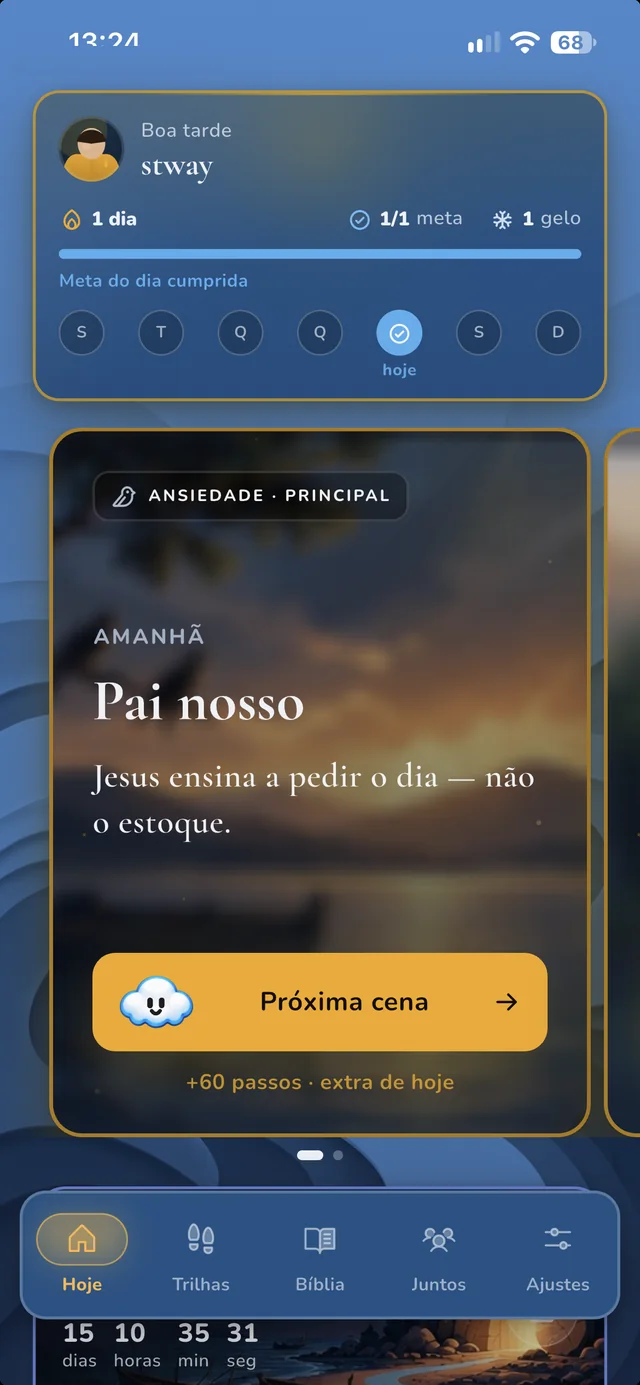 13:24
68
Boa tarde
stway
1 dia
1/1 meta
1 gelo
Meta do dia cumprida
S T Q Q S D
hoje
ANSIEDADE · PRINCIPAL
AMANHÃ
Pai nosso
Jesus ensina a pedir o dia — não
o estoque.
Próxima cena
+60 passos · extra de hoje
Hoje
Trilhas
Bíblia
Juntos
Ajustes
15 10 35 31
dias horas min seg